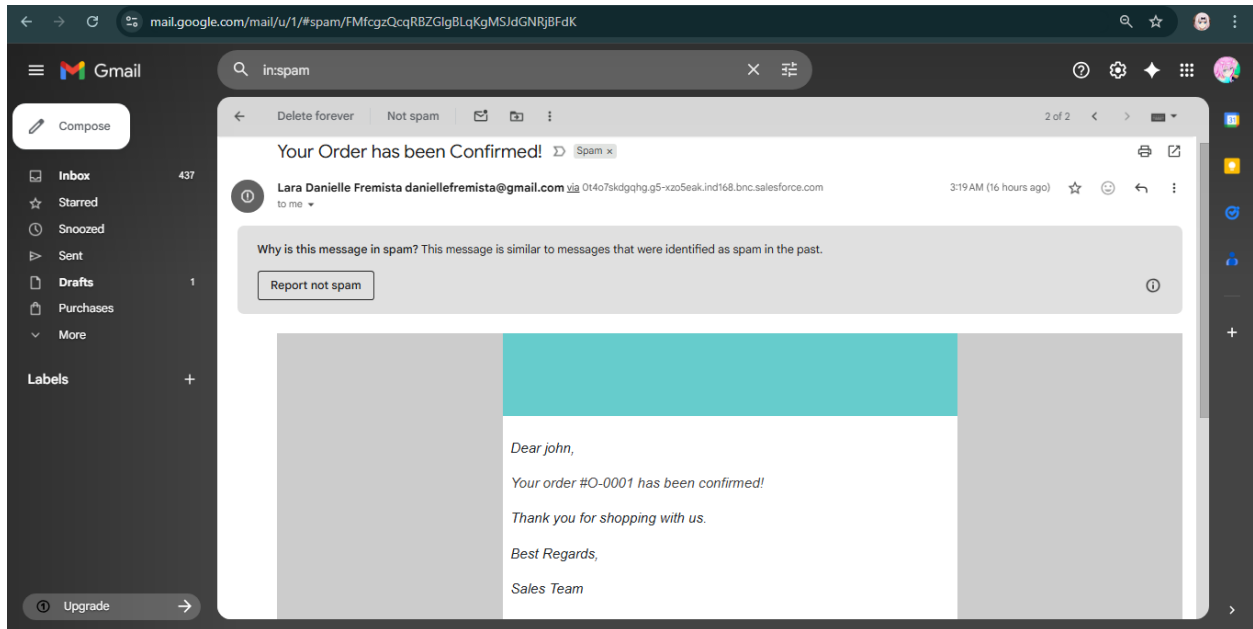 mail.google.com/mail/u/1/#spam/FMfcgzQcqRBZGlgBLqKgMSJdGNRjBFdK
Gmail
in:spam
Compose
Delete forever
Not spam
2 of 2
Your Order has been Confirmed!
Spam ×
Inbox 437
Lara Danielle Fremista daniellefremista@gmail.com via 0t4o7skdgqhg.g5-xzo5eak.ind168.bnc.salesforce.com
3:19 AM (16 hours ago)
to me
Starred
Snoozed
Sent
Drafts 1
Purchases
More
Labels
Why is this message in spam? This message is similar to messages that were identified as spam in the past.
Report not spam
Dear john,
Your order #O-0001 has been confirmed!
Thank you for shopping with us.
Best Regards,
Sales Team
Upgrade
31